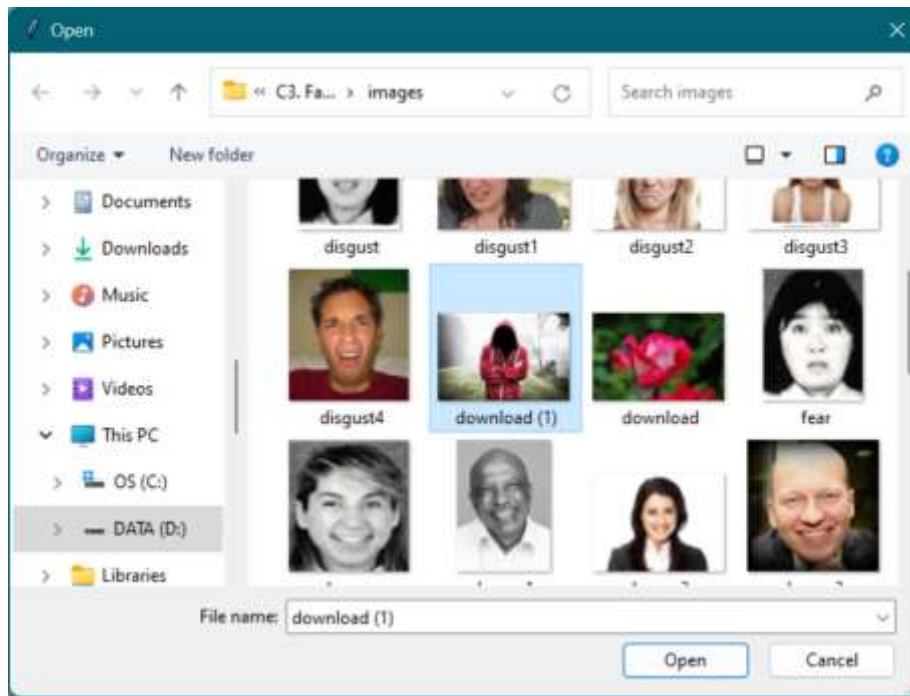 Open
« C3. Fa... › images
Search images
Organize
New folder
Documents
Downloads
Music
Pictures
Videos
This PC
OS (C:)
DATA (D:)
Libraries
disgust disgust1 disgust2 disgust3
disgust4 download (1) download fear
File name: download (1)
Open Cancel